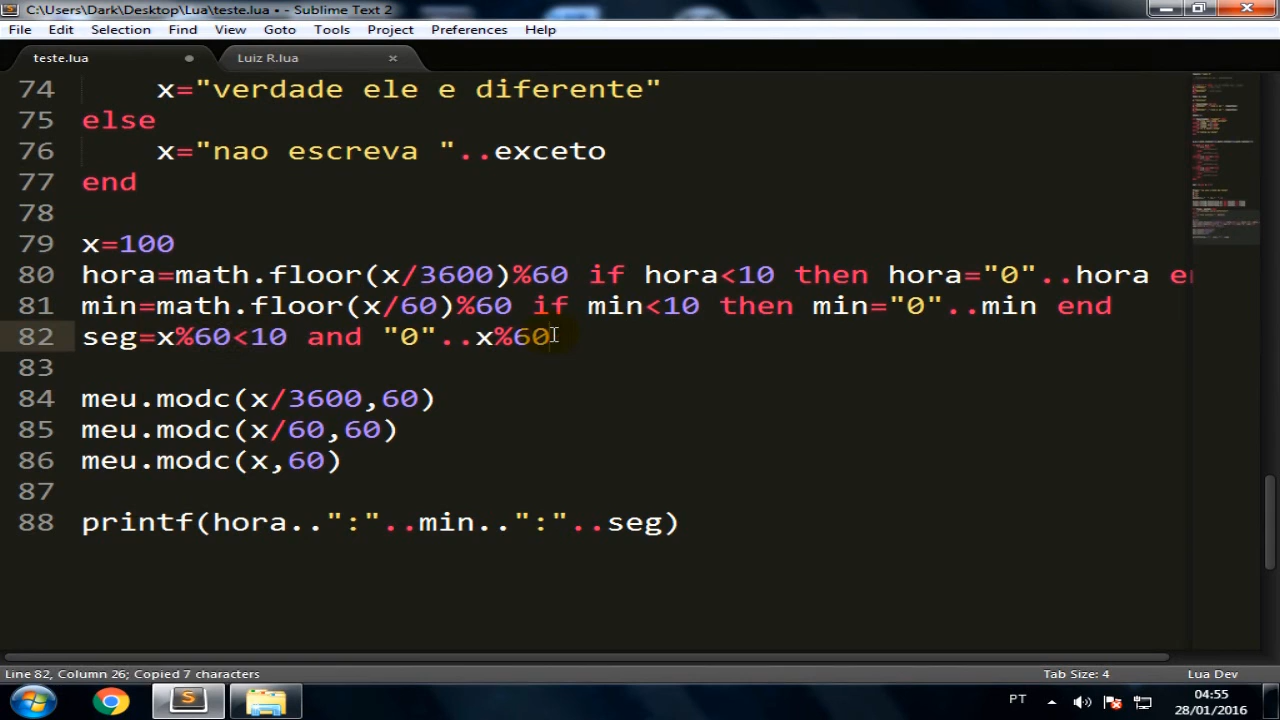 C:\Users\Dark\Desktop\Lua\teste.lua • - Sublime Text 2
File Edit Selection Find View Goto Tools Project Preferences Help
teste.lua Luiz R.lua
74 x="verdade ele e diferente"
75 else
76 x="nao escreva "..exceto
77 end
78
79 x=100
80 hora=math.floor(x/3600)%60 if hora<10 then hora="0"..hora en
81 min=math.floor(x/60)%60 if min<10 then min="0"..min end
82 seg=x%60<10 and "0"..x%60
83
84 meu.modc(x/3600,60)
85 meu.modc(x/60,60)
86 meu.modc(x,60)
87
88 printf(hora..":"..min..":"..seg)
Line 82, Column 26; Copied 7 characters Tab Size: 4 Lua Dev
PT 04:55
28/01/2016